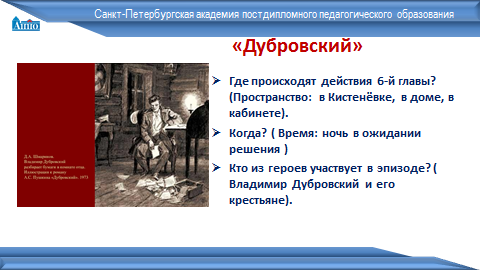 Санкт-Петербургская академия постдипломного педагогического образования
Аппо
«Дубровский»
Где происходят действия 6-й главы?
(Пространство: в Кистенёвке, в доме, в
кабинете).
Когда? ( Время: ночь в ожидании
решения )
Кто из героев участвует в эпизоде? (
Владимир Дубровский и его
крестьяне).
Д.А. Шмаринов
Владимир Дубровский
разбирает бумаги в комнате отца.
Иллюстрация к роману
А.С. Пушкина «Дубровский».